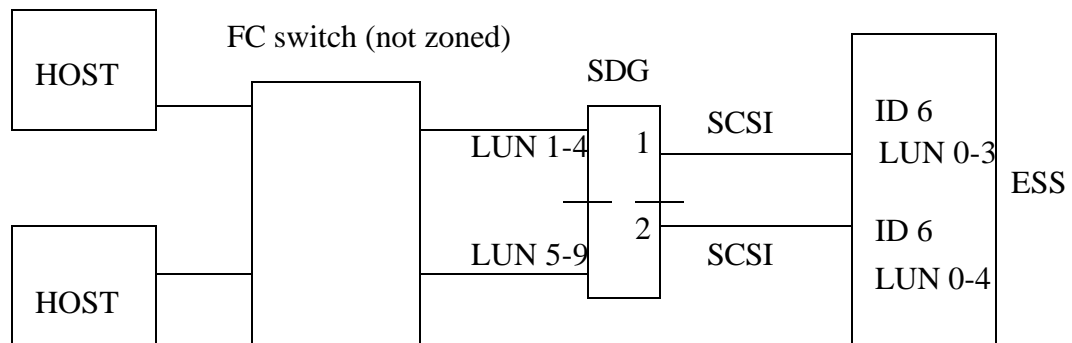 FC switch (not zoned)
HOST
SDG
ID 6
SCSI
1
LUN 1-4
LUN 0-3
ESS
2
ID 6
LUN 5-9
SCSI
LUN 0-4
HOST